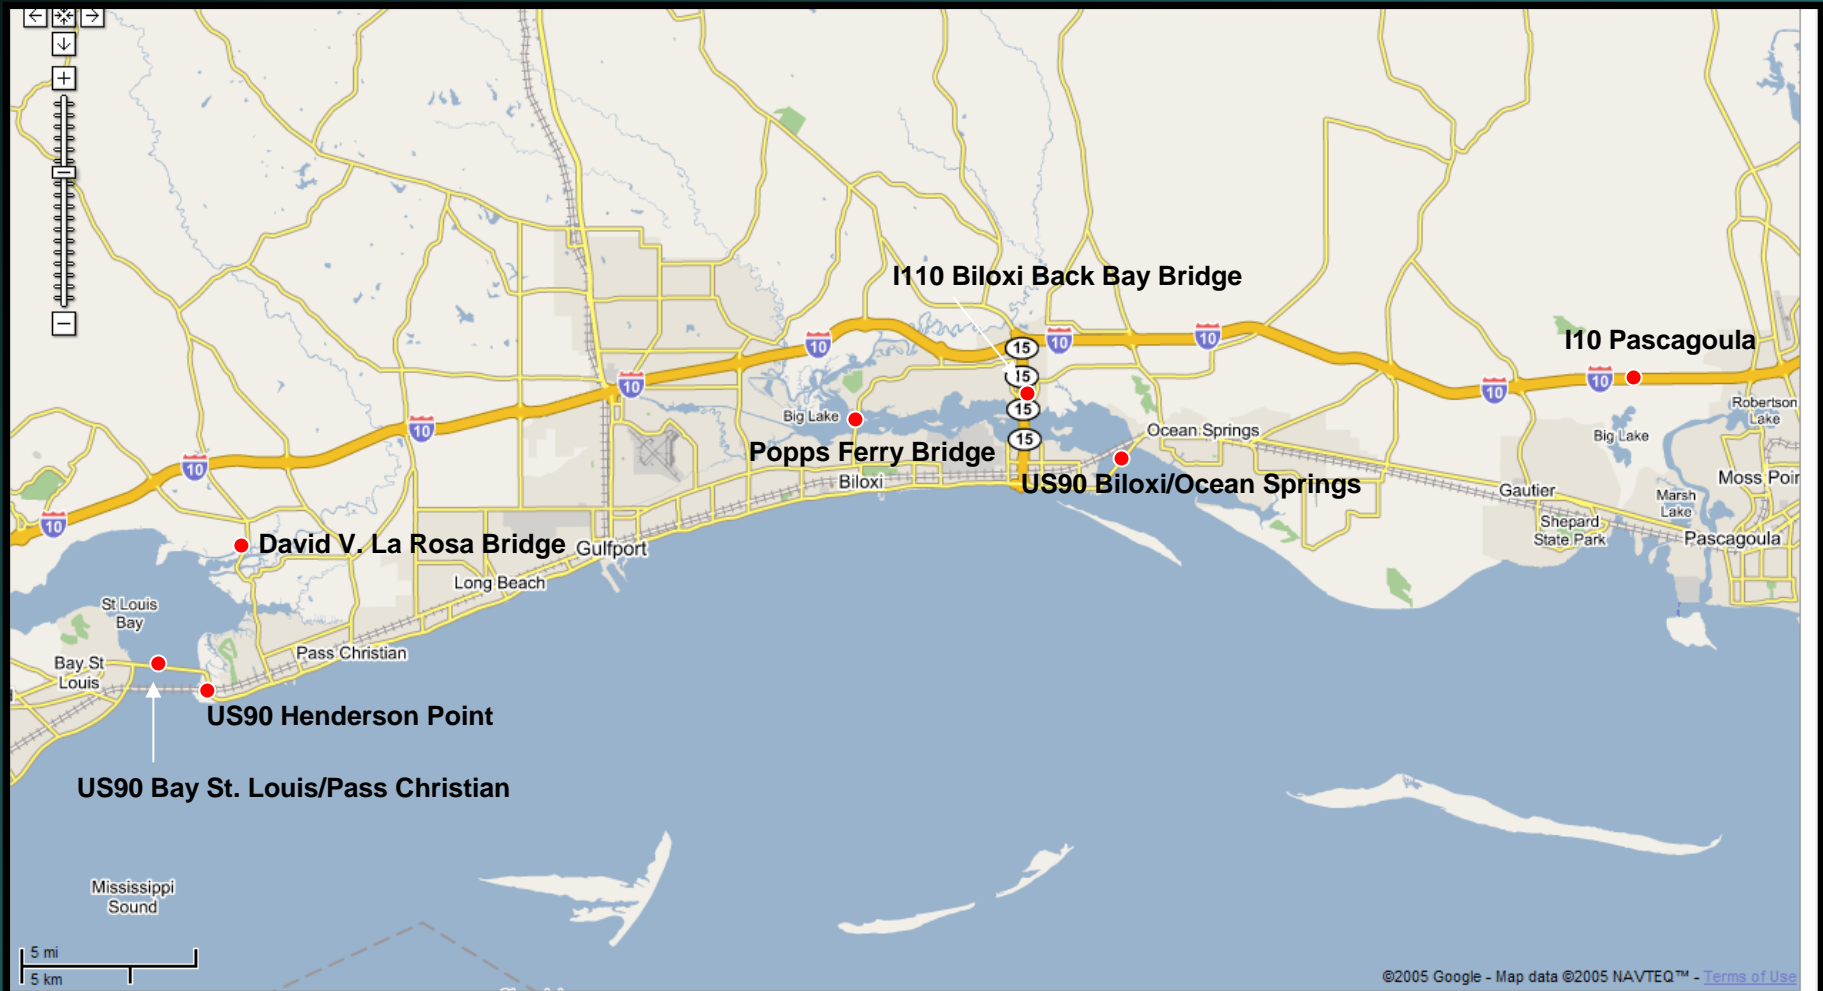 I110 Biloxi Back Bay Bridge
I10 Pascagoula
15
10
10
10
15
10
10
10
15
10
10
10
10
15
Robertson
Lake
Big Lake
Big Lake
Ocean Springs
Popps Ferry Bridge
US90 Biloxi/Ocean Springs
Biloxi
Moss Poin
Gautier
Marsh
Lake
Shepard
State Park
Pascagoula
David V. La Rosa Bridge
Gulfport
Long Beach
St Louis
Bay
Pass Christian
Bay St
Louis
US90 Henderson Point
US90 Bay St. Louis/Pass Christian
Mississippi
Sound
5 mi
5 km
©2005 Google - Map data ©2005 NAVTEQ™ - Terms of Use